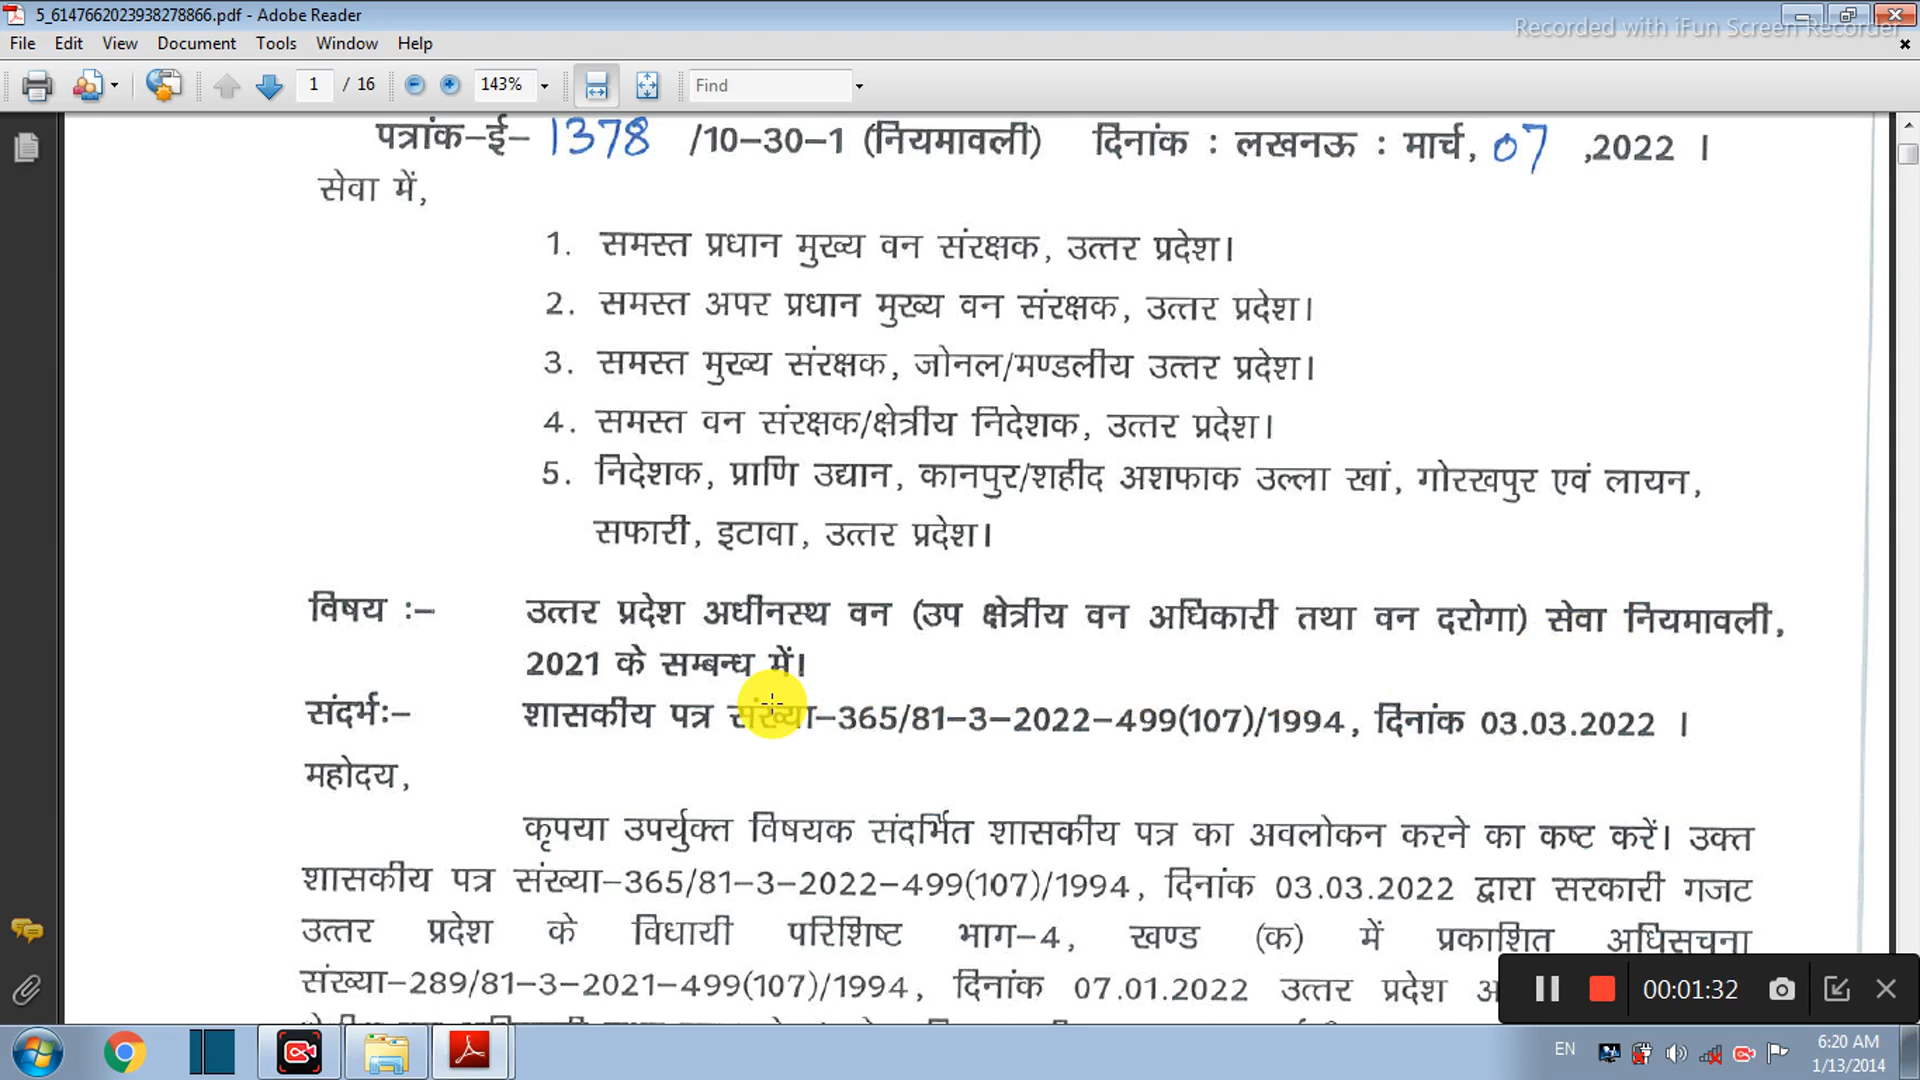 5_6147662023938278866.pdf - Adobe Reader
Recorded with iFun Screen Recorder
File Edit View Document Tools Window Help
1 / 16 143% Find
पत्रांक-ई- 1378 /10-30-1 (नियमावली) दिनांक : लखनऊ : मार्च, 07 ,2022 ।
सेवा में,
1. समस्त प्रधान मुख्य वन संरक्षक, उत्तर प्रदेश।
2. समस्त अपर प्रधान मुख्य वन संरक्षक, उत्तर प्रदेश।
3. समस्त मुख्य संरक्षक, जोनल/मण्डलीय उत्तर प्रदेश।
4. समस्त वन संरक्षक/क्षेत्रीय निदेशक, उत्तर प्रदेश।
5. निदेशक, प्राणि उद्यान, कानपुर/शहीद अशफाक उल्ला खां, गोरखपुर एवं लायन,
सफारी, इटावा, उत्तर प्रदेश।
विषय :- उत्तर प्रदेश अधीनस्थ वन (उप क्षेत्रीय वन अधिकारी तथा वन दरोगा) सेवा नियमावली,
2021 के सम्बन्ध में।
संदर्भः- शासकीय पत्र संख्या-365/81-3-2022-499(107)/1994, दिनांक 03.03.2022 ।
महोदय,
कृपया उपर्युक्त विषयक संदर्भित शासकीय पत्र का अवलोकन करने का कष्ट करें। उक्त
शासकीय पत्र संख्या-365/81-3-2022-499(107)/1994, दिनांक 03.03.2022 द्वारा सरकारी गजट
उत्तर प्रदेश के विधायी परिशिष्ट भाग-4, खण्ड (क) में प्रकाशित अधिसूचना
संख्या-289/81-3-2021-499(107)/1994, दिनांक 07.01.2022 उत्तर प्रदेश
00:01:32
EN 6:20 AM
1/13/2014